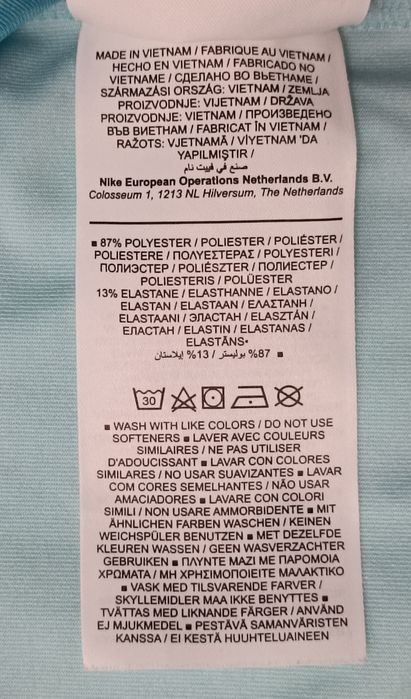 MADE IN VIETNAM / FABRIQUE AU VIETNAM /
HECHO EN VIETNAM / FABRICADO NO
VIETNAME / СДЕЛАНО ВО ВЬЕТНАМЕ /
SZÁRMAZÁSI ORSZÁG: VIETNAM / ZEMLJA
PROIZVODNJE: VIJETNAM / DRŽAVA
PROIZVODNJE: VIETNAM / ПРОИЗВЕДЕНО
ВЪВ ВИЕТНАМ / FABRICAT ÎN VIETNAM /
RAŽOTS: VJETNAMĀ / VİYETNAM 'DA
YAPILMIŞTIR /
صنع في فييت نام
Nike European Operations Netherlands B.V.
Colosseum 1, 1213 NL Hilversum, The Netherlands
■ 87% POLYESTER / POLIESTER / POLIÉSTER /
POLIESTERE / ΠΟΛΥΕΣΤΕΡΑΣ / POLYESTERI /
ПОЛИЭСТЕР / POLIÉSZTER / ПОЛИЕСТЕР /
POLIESTERIS / POLÜESTER
13% ELASTANE / ELASTHANNE / ELASTANO /
ELASTAN / ELASTAAN / ΕΛΑΣΤΑΝΗ /
ELASTAANI / ЭЛАСТАН / ELASZTÁN /
ЕЛАСТАН / ELASTIN / ELASTANAS /
ELASTĀNS▪
■ 87% بوليستر / 13% إيلاستان
30
■ WASH WITH LIKE COLORS / DO NOT USE
SOFTENERS ■ LAVER AVEC COULEURS
SIMILAIRES / NE PAS UTILISER
D'ADOUCISSANT ■ LAVAR CON COLORES
SIMILARES / NO USAR SUAVIZANTES ■ LAVAR
COM CORES SEMELHANTES / NÃO USAR
AMACIADORES ■ LAVARE CON COLORI
SIMILI / NON USARE AMMORBIDENTE ■ MIT
ÄHNLICHEN FARBEN WASCHEN / KEINEN
WEICHSPÜLER BENUTZEN ■ MET DEZELFDE
KLEUREN WASSEN / GEEN WASVERZACHTER
GEBRUIKEN ■ ΠΛΥΝΤΕ ΜΑΖΙ ΜΕ ΠΑΡΟΜΟΙΑ
ΧΡΩΜΑΤΑ / ΜΗ ΧΡΗΣΙΜΟΠΟΙΕΙΤΕ ΜΑΛΑΚΤΙΚΟ
■ VASK MED TILSVARENDE FARVER /
SKYLLEMIDLER MAA IKKE BENYTTES ■
TVÄTTAS MED LIKNANDE FÄRGER / ANVÄND
EJ MJUKMEDEL ■ PESTÄVÄ SAMANVÄRISTEN
KANSSA / EI KESTÄ HUUHTELUAINEEN